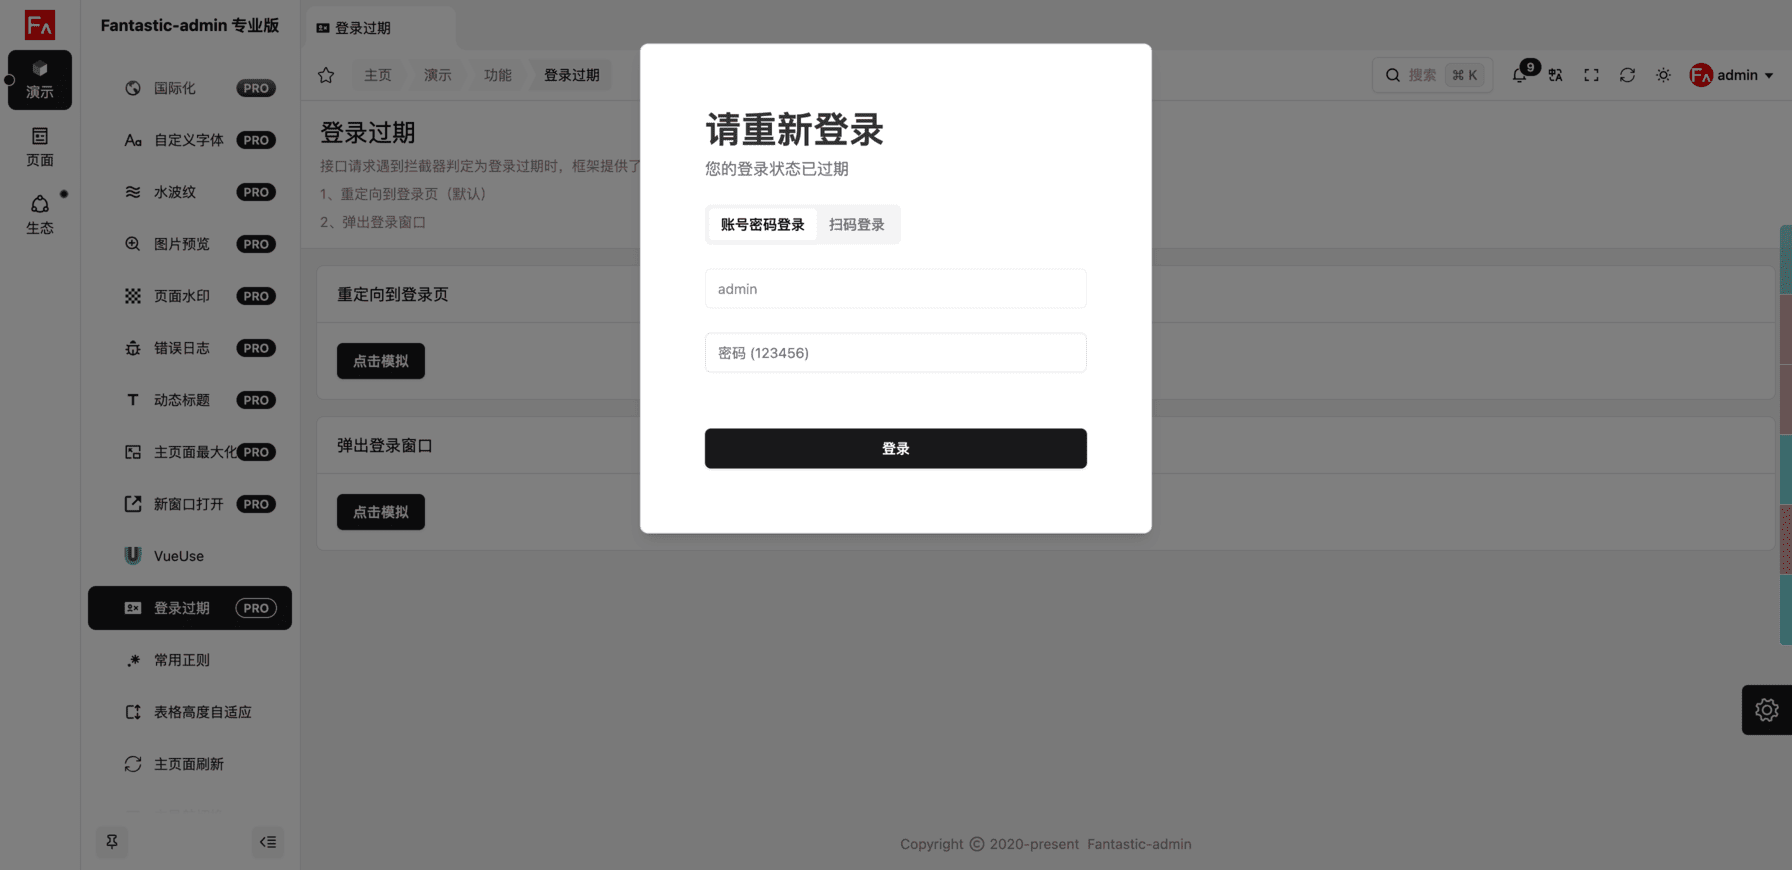 Fantastic-admin 专业版
演示
页面
生态
国际化 PRO
自定义字体 PRO
水波纹 PRO
图片预览 PRO
页面水印 PRO
错误日志 PRO
动态标题 PRO
主页面最大化 PRO
新窗口打开 PRO
VueUse
登录过期 PRO
常用正则
表格高度自适应
主页面刷新
登录过期
主页 演示 功能 登录过期
搜索 ⌘ K
9
admin
登录过期
接口请求遇到拦截器判定为登录过期时，框架提供了
1、重定向到登录页（默认）
2、弹出登录窗口
重定向到登录页
点击模拟
弹出登录窗口
点击模拟
请重新登录
您的登录状态已过期
账号密码登录 扫码登录
admin
密码 (123456)
登录
Copyright © 2020-present Fantastic-admin